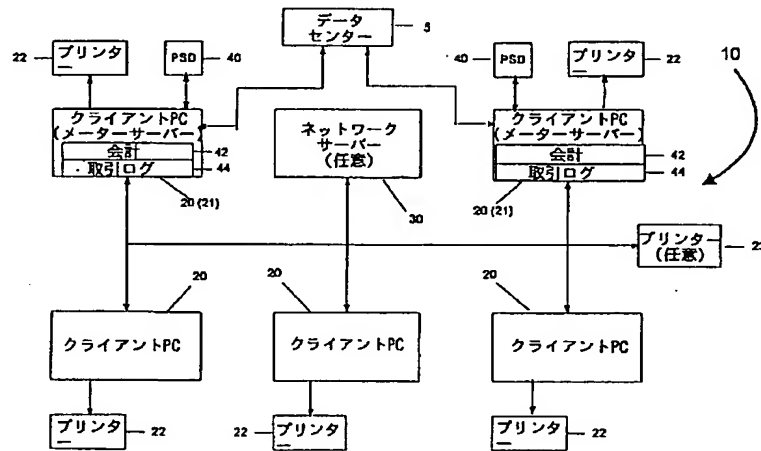 データ
センター
5
22
プリンタ
ー
PSD
40
40
PSD
プリンタ
ー
22
10
クライアントPC
(メーターサーバー)
会計
42
取引ログ
44
20(21)
ネットワーク
サーバー
(任意)
30
クライアントPC
(メーターサーバー)
会計
42
取引ログ
44
20(21)
プリンター
(任意)
20
クライアントPC
20
クライアントPC
20
クライアントPC
プリンタ
ー
22
22
プリンタ
ー
プリンタ
ー
22